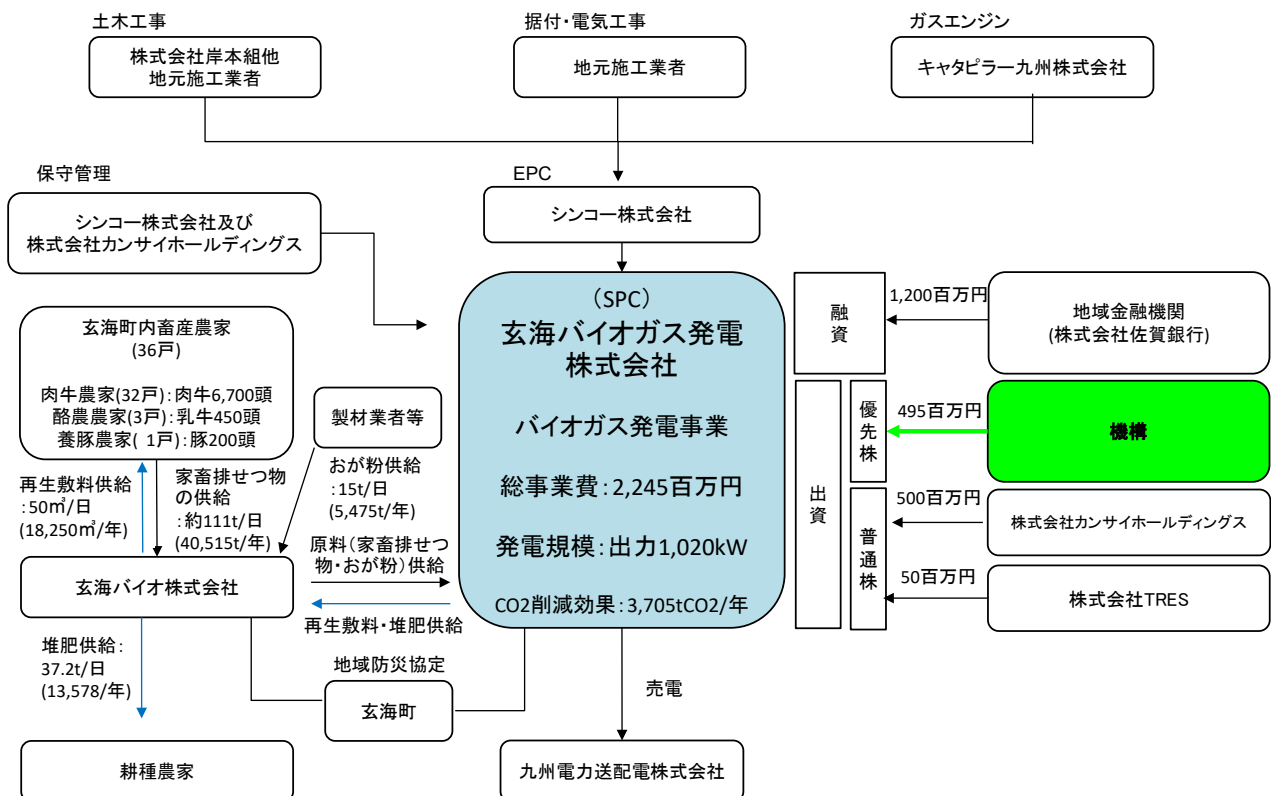 土木工事
株式会社岸本組他
地元施工業者
据付・電気工事
地元施工業者
ガスエンジン
キャタピラー九州株式会社
保守管理
シンコー株式会社及び
株式会社カンサイホールディングス
EPC
シンコー株式会社
玄海町内畜産農家
(36戸)
肉牛農家(32戸):肉牛6,700頭
酪農農家(3戸):乳牛450頭
養豚農家( 1戸):豚200頭
製材業者等
再生敷料供給
:50㎥/日
(18,250㎥/年)
家畜排せつ物
の供給
:約111t/日
(40,515t/年)
おが粉供給
:15t/日
(5,475t/年)
玄海バイオ株式会社
原料(家畜排せつ
物・おが粉)供給
再生敷料・堆肥供給
堆肥供給:
37.2t/日
(13,578/年)
地域防災協定
玄海町
耕種農家
(SPC)
玄海バイオガス発電
株式会社
バイオガス発電事業
総事業費:2,245百万円
発電規模:出力1,020kW
CO2削減効果:3,705tCO2/年
売電
九州電力送配電株式会社
融資
1,200百万円
地域金融機関
(株式会社佐賀銀行)
出資
優先株
495百万円
機構
普通株
500百万円
株式会社カンサイホールディングス
50百万円
株式会社TRES